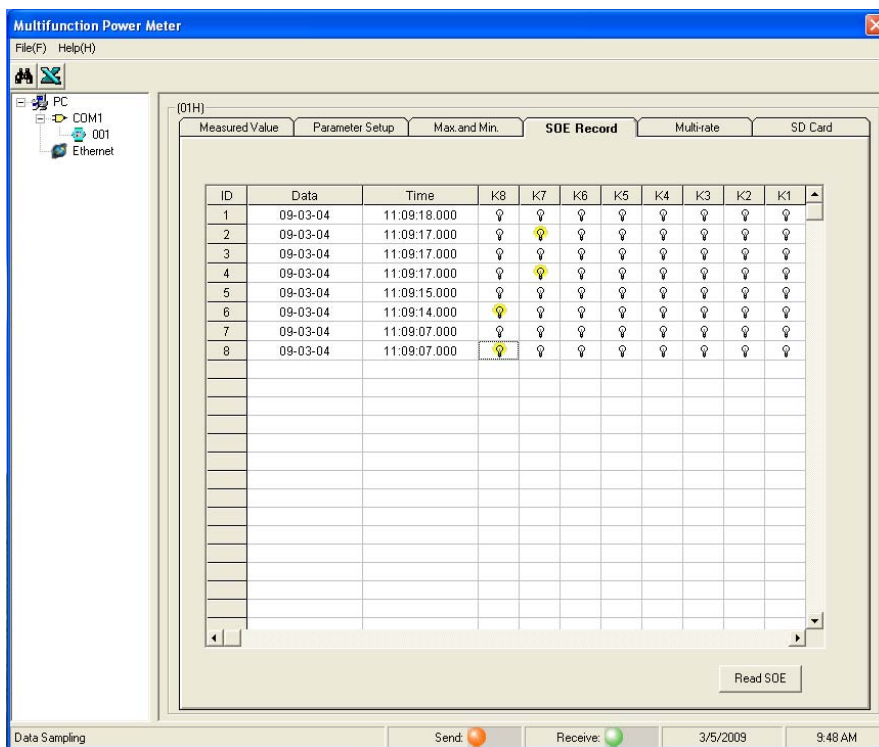 Multifunction Power Meter
File(F) Help(H)
PC
COM1
001
Ethernet
(01H)
Measured Value Parameter Setup Max.and Min. SOE Record Multi-rate SD Card
ID Data Time K8 K7 K6 K5 K4 K3 K2 K1
1 09-03-04 11:09:18.000
2 09-03-04 11:09:17.000
3 09-03-04 11:09:17.000
4 09-03-04 11:09:17.000
5 09-03-04 11:09:15.000
6 09-03-04 11:09:14.000
7 09-03-04 11:09:07.000
8 09-03-04 11:09:07.000
Read SOE
Data Sampling Send: Receive: 3/5/2009 9:48 AM